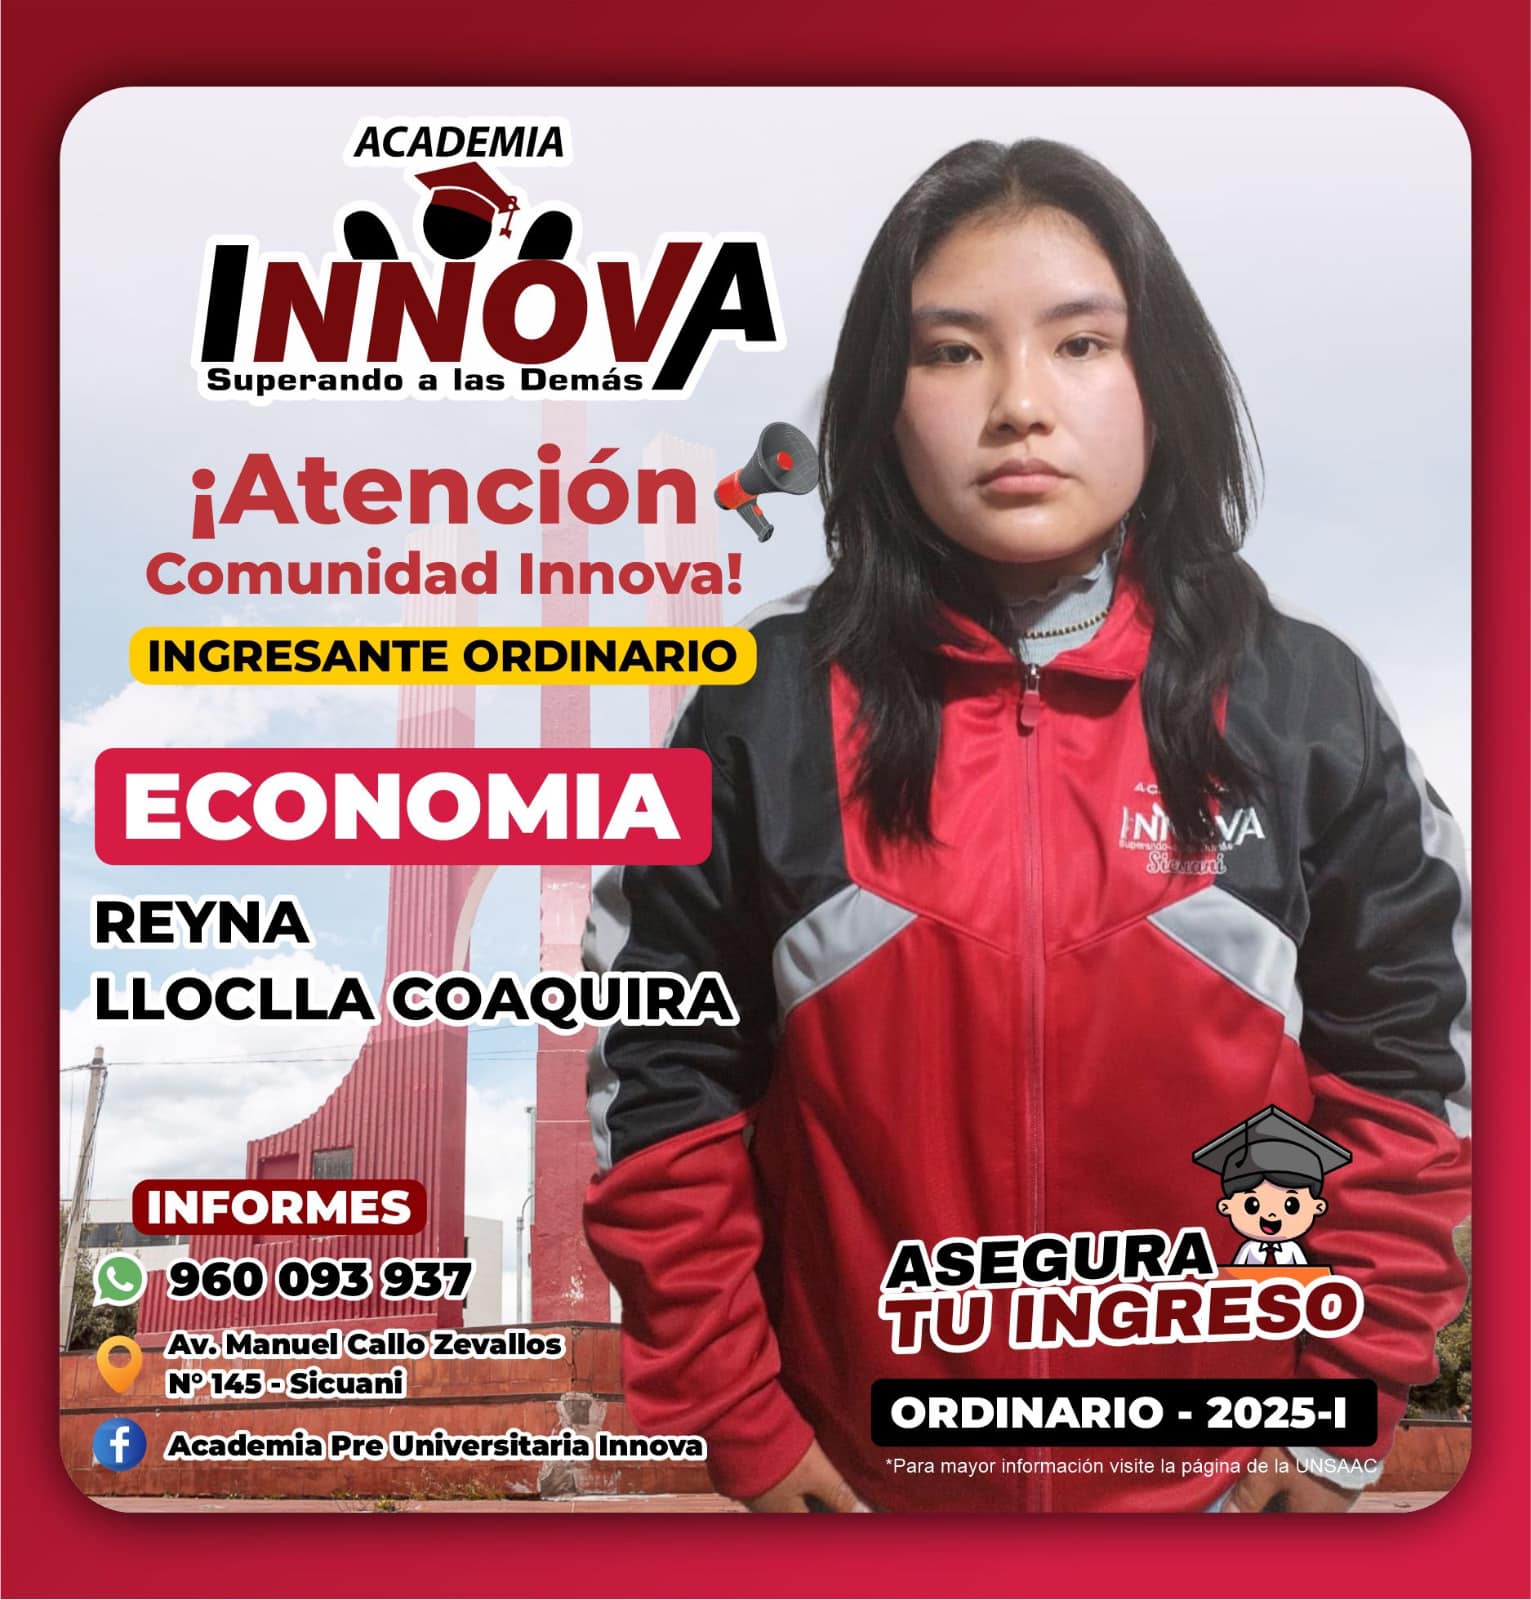 ACADEMIA
INNOVA
Superando a las Demás
¡Atención
Comunidad Innova!
INGRESANTE ORDINARIO
ECONOMIA
REYNA
LLOCLLA COAQUIRA
INNOVA
Sicuani
INFORMES
960 093 937
Av. Manuel Callo Zevallos
N° 145 - Sicuani
Academia Pre Universitaria Innova
ASEGURA
TU INGRESO
ORDINARIO - 2025-I
*Para mayor información visite la página de la UNSAAC